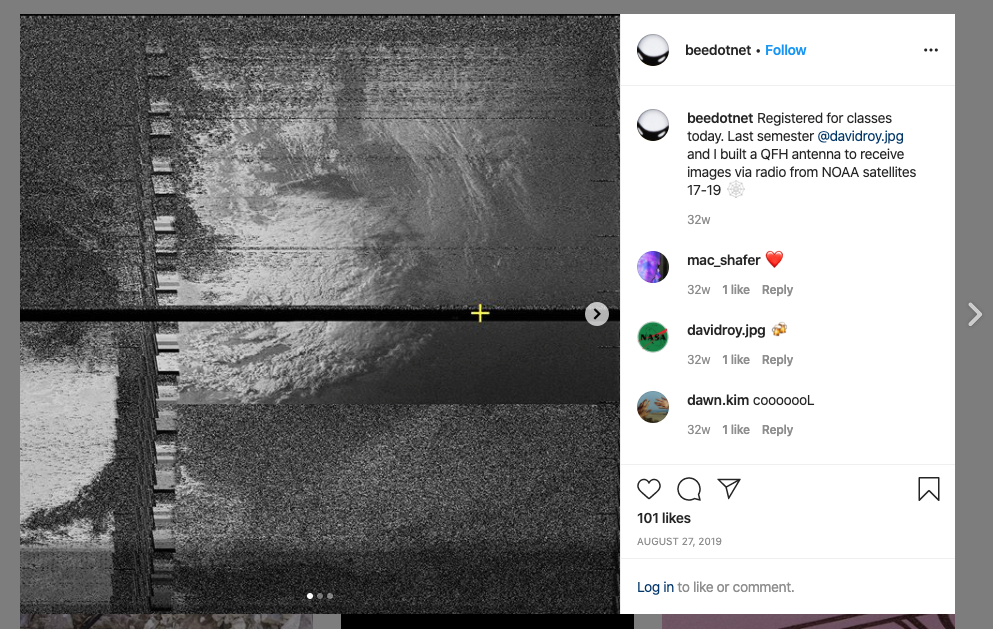 beedotnet • Follow
beedotnet Registered for classes
today. Last semester @davidroy.jpg
and I built a QFH antenna to receive
images via radio from NOAA satellites
17-19 🕸️
32w
mac_shafer ❤️
32w 1 like Reply
NASA
davidroy.jpg 🍻
32w 1 like Reply
dawn.kim cooooooL
32w 1 like Reply
101 likes
AUGUST 27, 2019
Log in to like or comment.